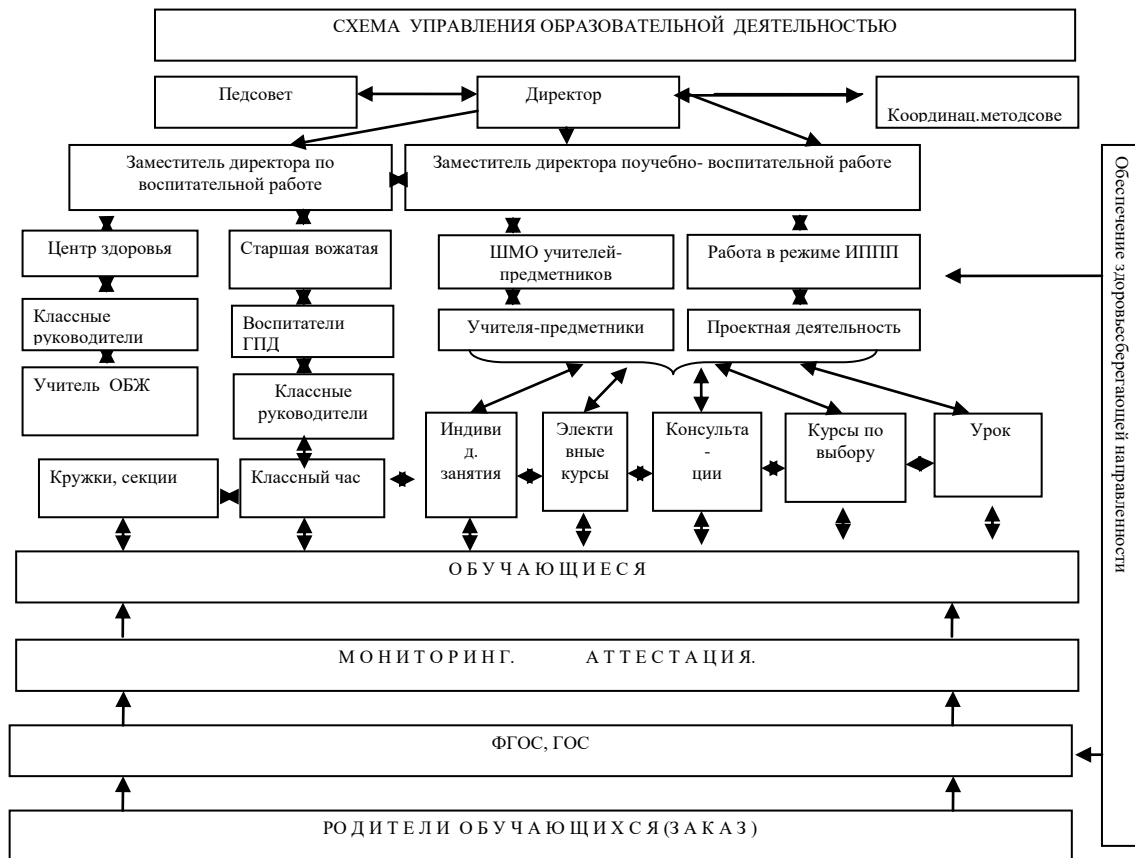 СХЕМА УПРАВЛЕНИЯ ОБРАЗОВАТЕЛЬНОЙ ДЕЯТЕЛЬНОСТЬЮ
Педсовет
Директор
Координац.методсове
Заместитель директора по
воспитательной работе
Заместитель директора поучебно- воспитательной работе
Центр здоровья
Старшая вожатая
ШМО учителей-
предметников
Работа в режиме ИППП
Классные
руководители
Воспитатели
ГПД
Учителя-предметники
Проектная деятельность
Учитель ОБЖ
Классные
руководители
Индиви
д.
занятия
Электи
вные
курсы
Консульта
-
ции
Курсы по
выбору
Урок
Кружки, секции
Классный час
О Б У Ч А Ю Щ И Е С Я
М О Н И Т О Р И Н Г. А Т Т Е С Т А Ц И Я.
ФГОС, ГОС
РО Д И Т Е Л И О Б У Ч А Ю Щ И Х С Я (З А К А З )
Обеспечение здоровьесберегающей направленности